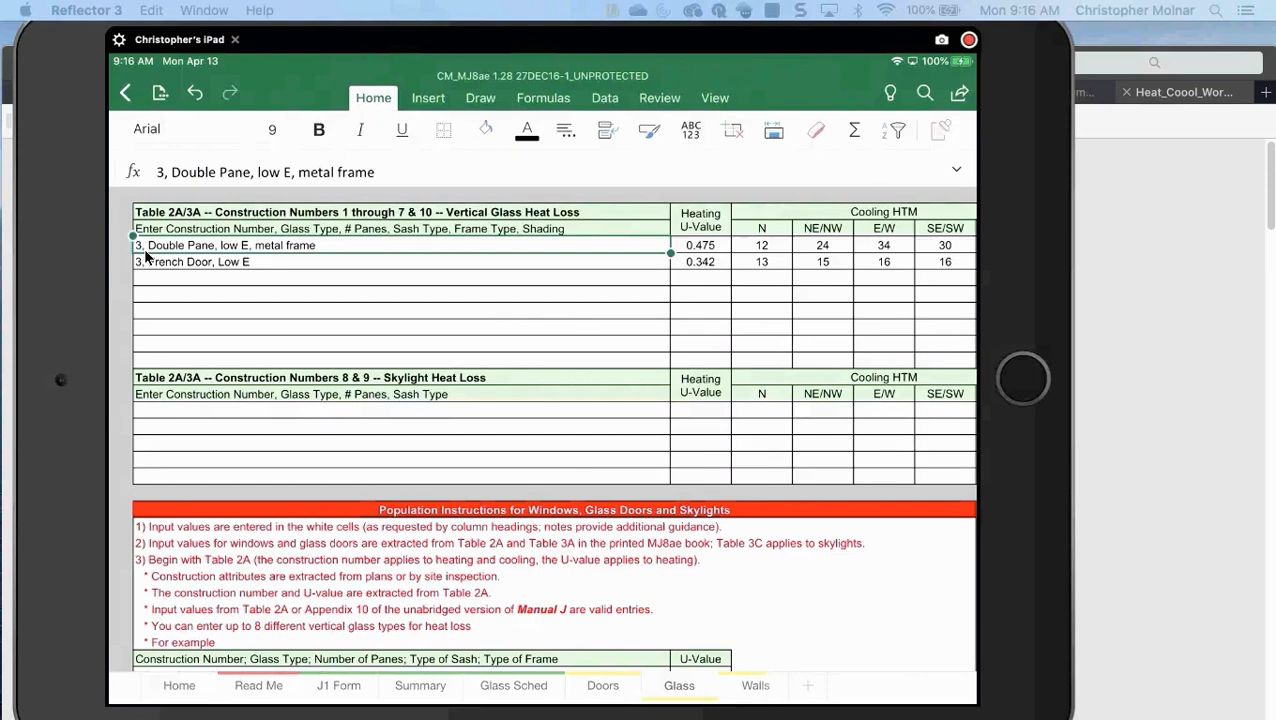 Reflector 3 Edit Window Help 100% Mon 9:16 AM Christopher Molnar
Christopher's iPad
9:16 AM Mon Apr 13 100%
CM_MJ8ae 1.28 27DEC16-1_UNPROTECTED
Home Insert Draw Formulas Data Review View
Heat_Coool_Wor...
Arial 9 B I U A ABC 123
fx 3, Double Pane, low E, metal frame
Table 2A/3A -- Construction Numbers 1 through 7 & 10 -- Vertical Glass Heat Loss Heating U-Value Cooling HTM
Enter Construction Number, Glass Type, # Panes, Sash Type, Frame Type, Shading N NE/NW E/W SE/SW
3, Double Pane, low E, metal frame 0.475 12 24 34 30
3, French Door, Low E 0.342 13 15 16 16
Table 2A/3A -- Construction Numbers 8 & 9 -- Skylight Heat Loss Heating U-Value Cooling HTM
Enter Construction Number, Glass Type, # Panes, Sash Type N NE/NW E/W SE/SW
Population Instructions for Windows, Glass Doors and Skylights
1) Input values are entered in the white cells (as requested by column headings; notes provide additional guidance).
2) Input values for windows and glass doors are extracted from Table 2A and Table 3A in the printed MJ8ae book; Table 3C applies to skylights.
3) Begin with Table 2A (the construction number applies to heating and cooling, the U-value applies to heating).
* Construction attributes are extracted from plans or by site inspection.
* The construction number and U-value are extracted from Table 2A.
* Input values from Table 2A or Appendix 10 of the unabridged version of Manual J are valid entries.
* You can enter up to 8 different vertical glass types for heat loss
* For example
Construction Number; Glass Type; Number of Panes; Type of Sash; Type of Frame U-Value
Home Read Me J1 Form Summary Glass Sched Doors Glass Walls